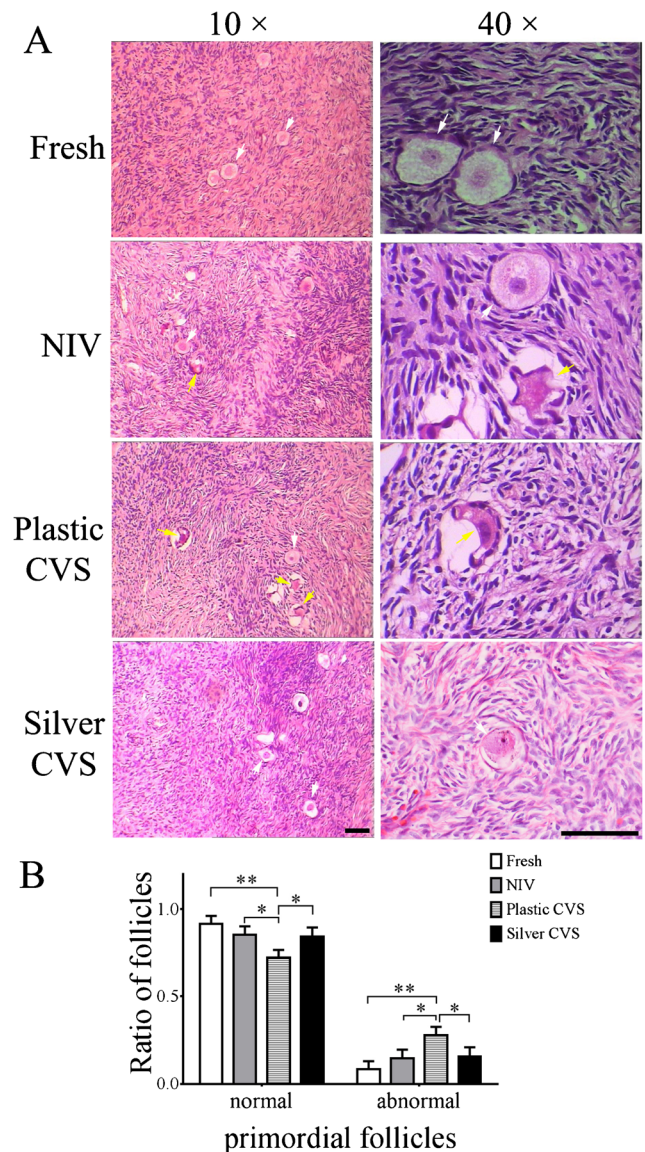 A
10 ×
40 ×
Fresh
NIV
Plastic
CVS
Silver
CVS
B
Fresh
NIV
Plastic CVS
Silver CVS
Ratio of follicles
1.0
0.5
0.0
**
*
*
**
*
*
normal
abnormal
primordial follicles